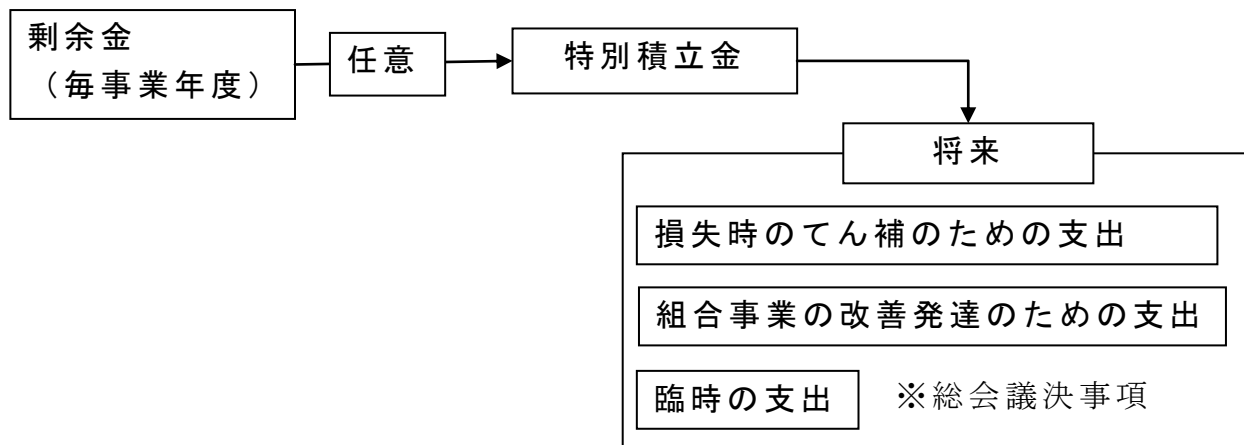 剰余金
（毎事業年度）
任意
特別積立金
将来
損失時のてん補のための支出
組合事業の改善発達のための支出
臨時の支出
※総会議決事項